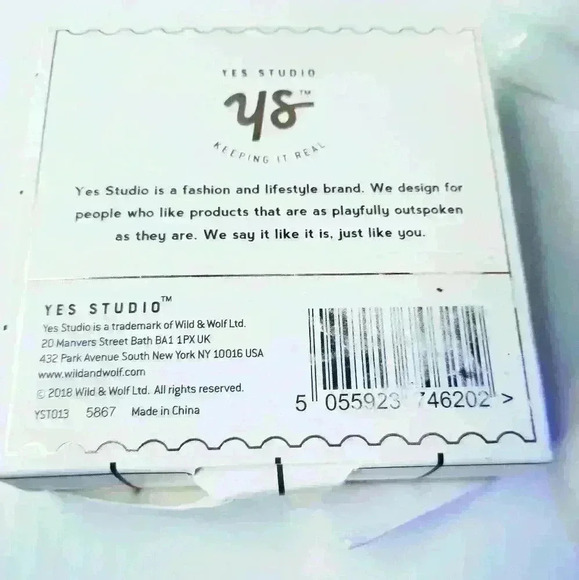 YES STUDIO
ys™
KEEPING IT REAL
Yes Studio is a fashion and lifestyle brand. We design for
people who like products that are as playfully outspoken
as they are. We say it like it is, just like you.
YES STUDIO™
Yes Studio is a trademark of Wild & Wolf Ltd.
20 Manvers Street Bath BA1 1PX UK
432 Park Avenue South New York NY 10016 USA
www.wildandwolf.com
© 2018 Wild & Wolf Ltd. All rights reserved.
YST013 5867 Made in China
5 055923 746202 >